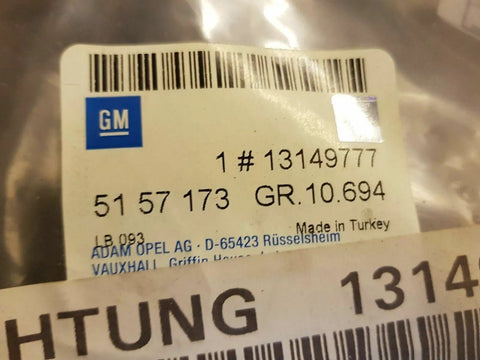 GM
1 # 13149777
51 57 173 GR.10.694
LB 093 Made in Turkey
ADAM OPEL AG · D-65423 Rüsselsheim
VAUXHALL, Griffin
HTUNG 1314